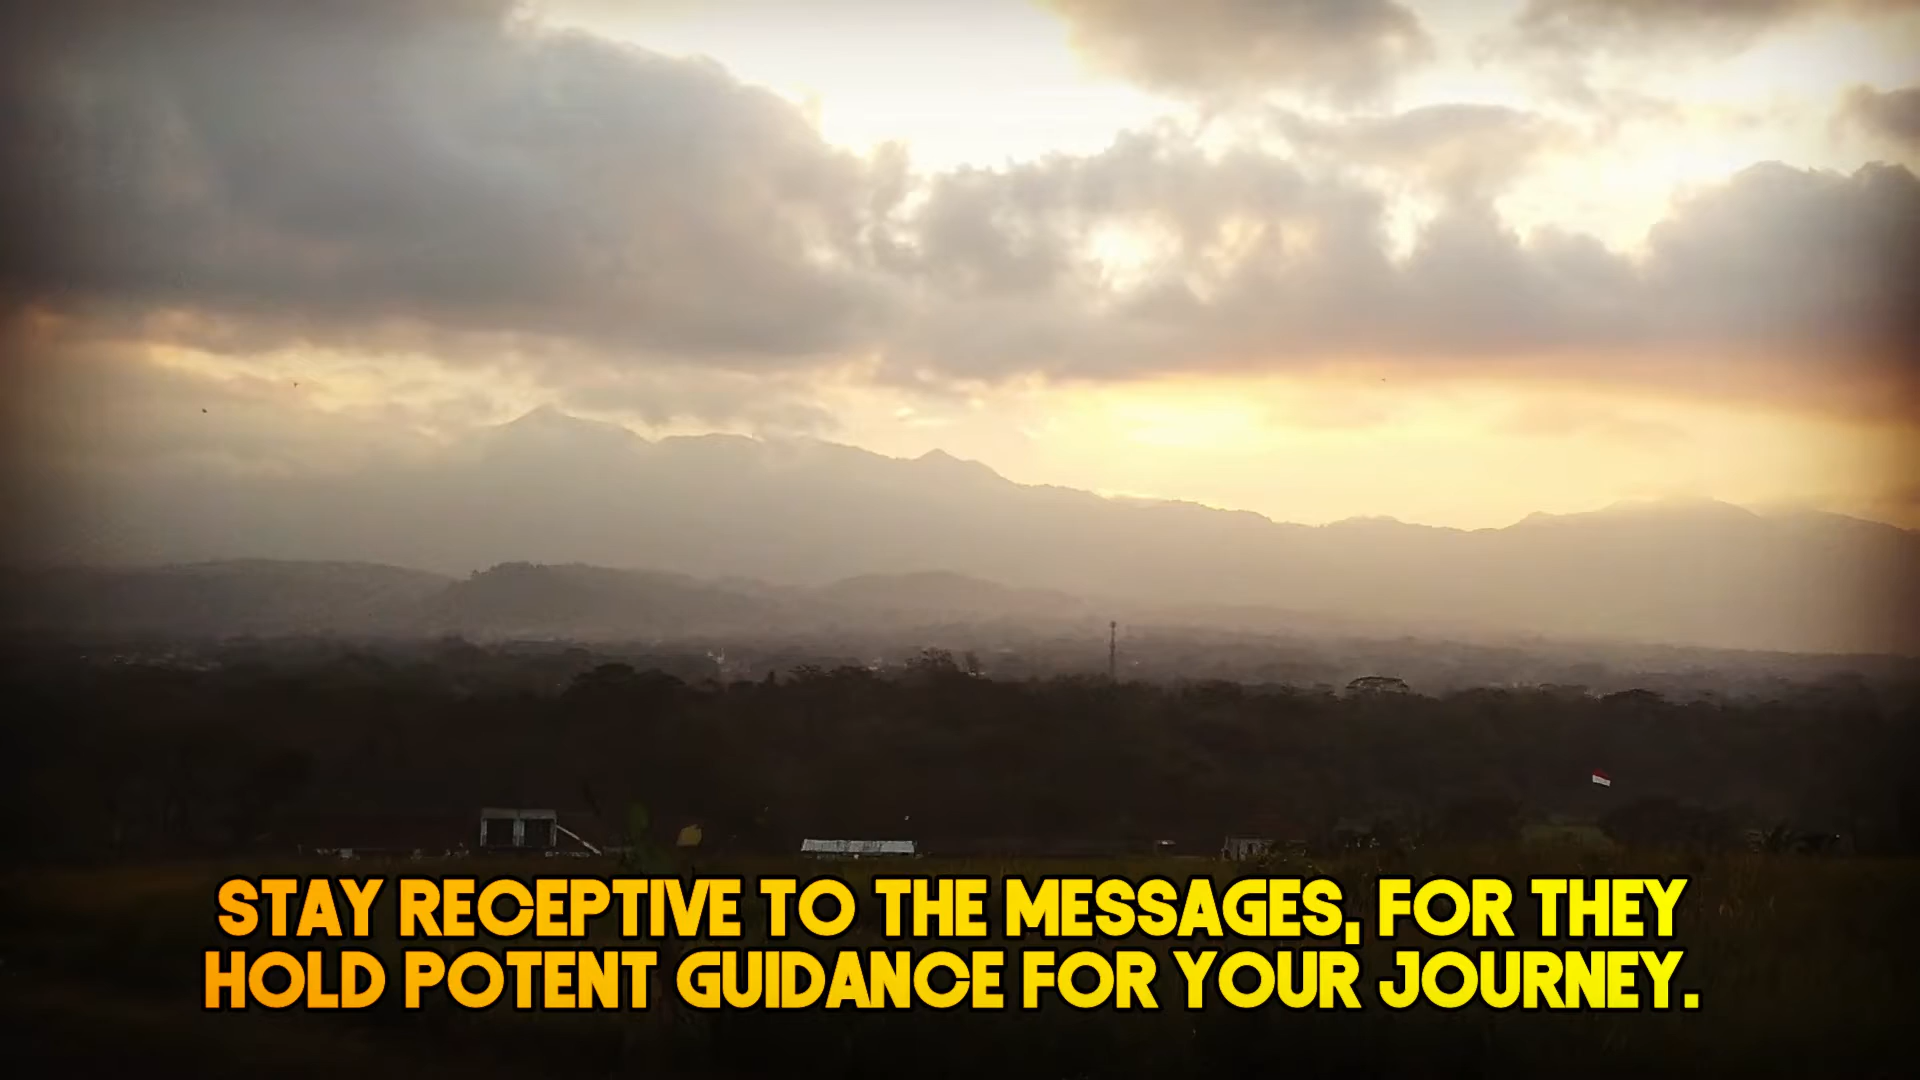 STAY RECEPTIVE TO THE MESSAGES, FOR THEY
HOLD POTENT GUIDANCE FOR YOUR JOURNEY.